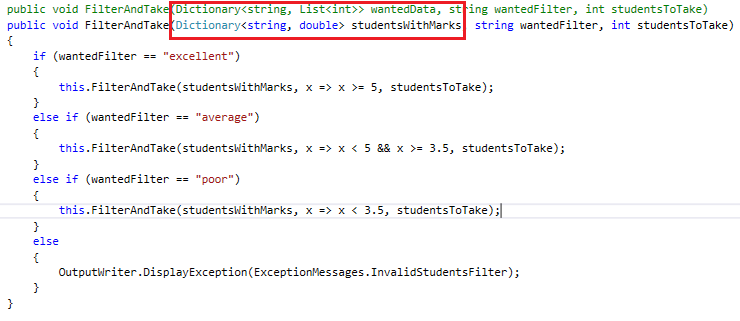 public void FilterAndTake(Dictionary<string, List<int>> wantedData, string wantedFilter, int studentsToTake)
public void FilterAndTake(Dictionary<string, double> studentsWithMarks, string wantedFilter, int studentsToTake)
{
if (wantedFilter == "excellent")
{
this.FilterAndTake(studentsWithMarks, x => x >= 5, studentsToTake);
}
else if (wantedFilter == "average")
{
this.FilterAndTake(studentsWithMarks, x => x < 5 && x >= 3.5, studentsToTake);
}
else if (wantedFilter == "poor")
{
this.FilterAndTake(studentsWithMarks, x => x < 3.5, studentsToTake);
}
else
{
OutputWriter.DisplayException(ExceptionMessages.InvalidStudentsFilter);
}
}